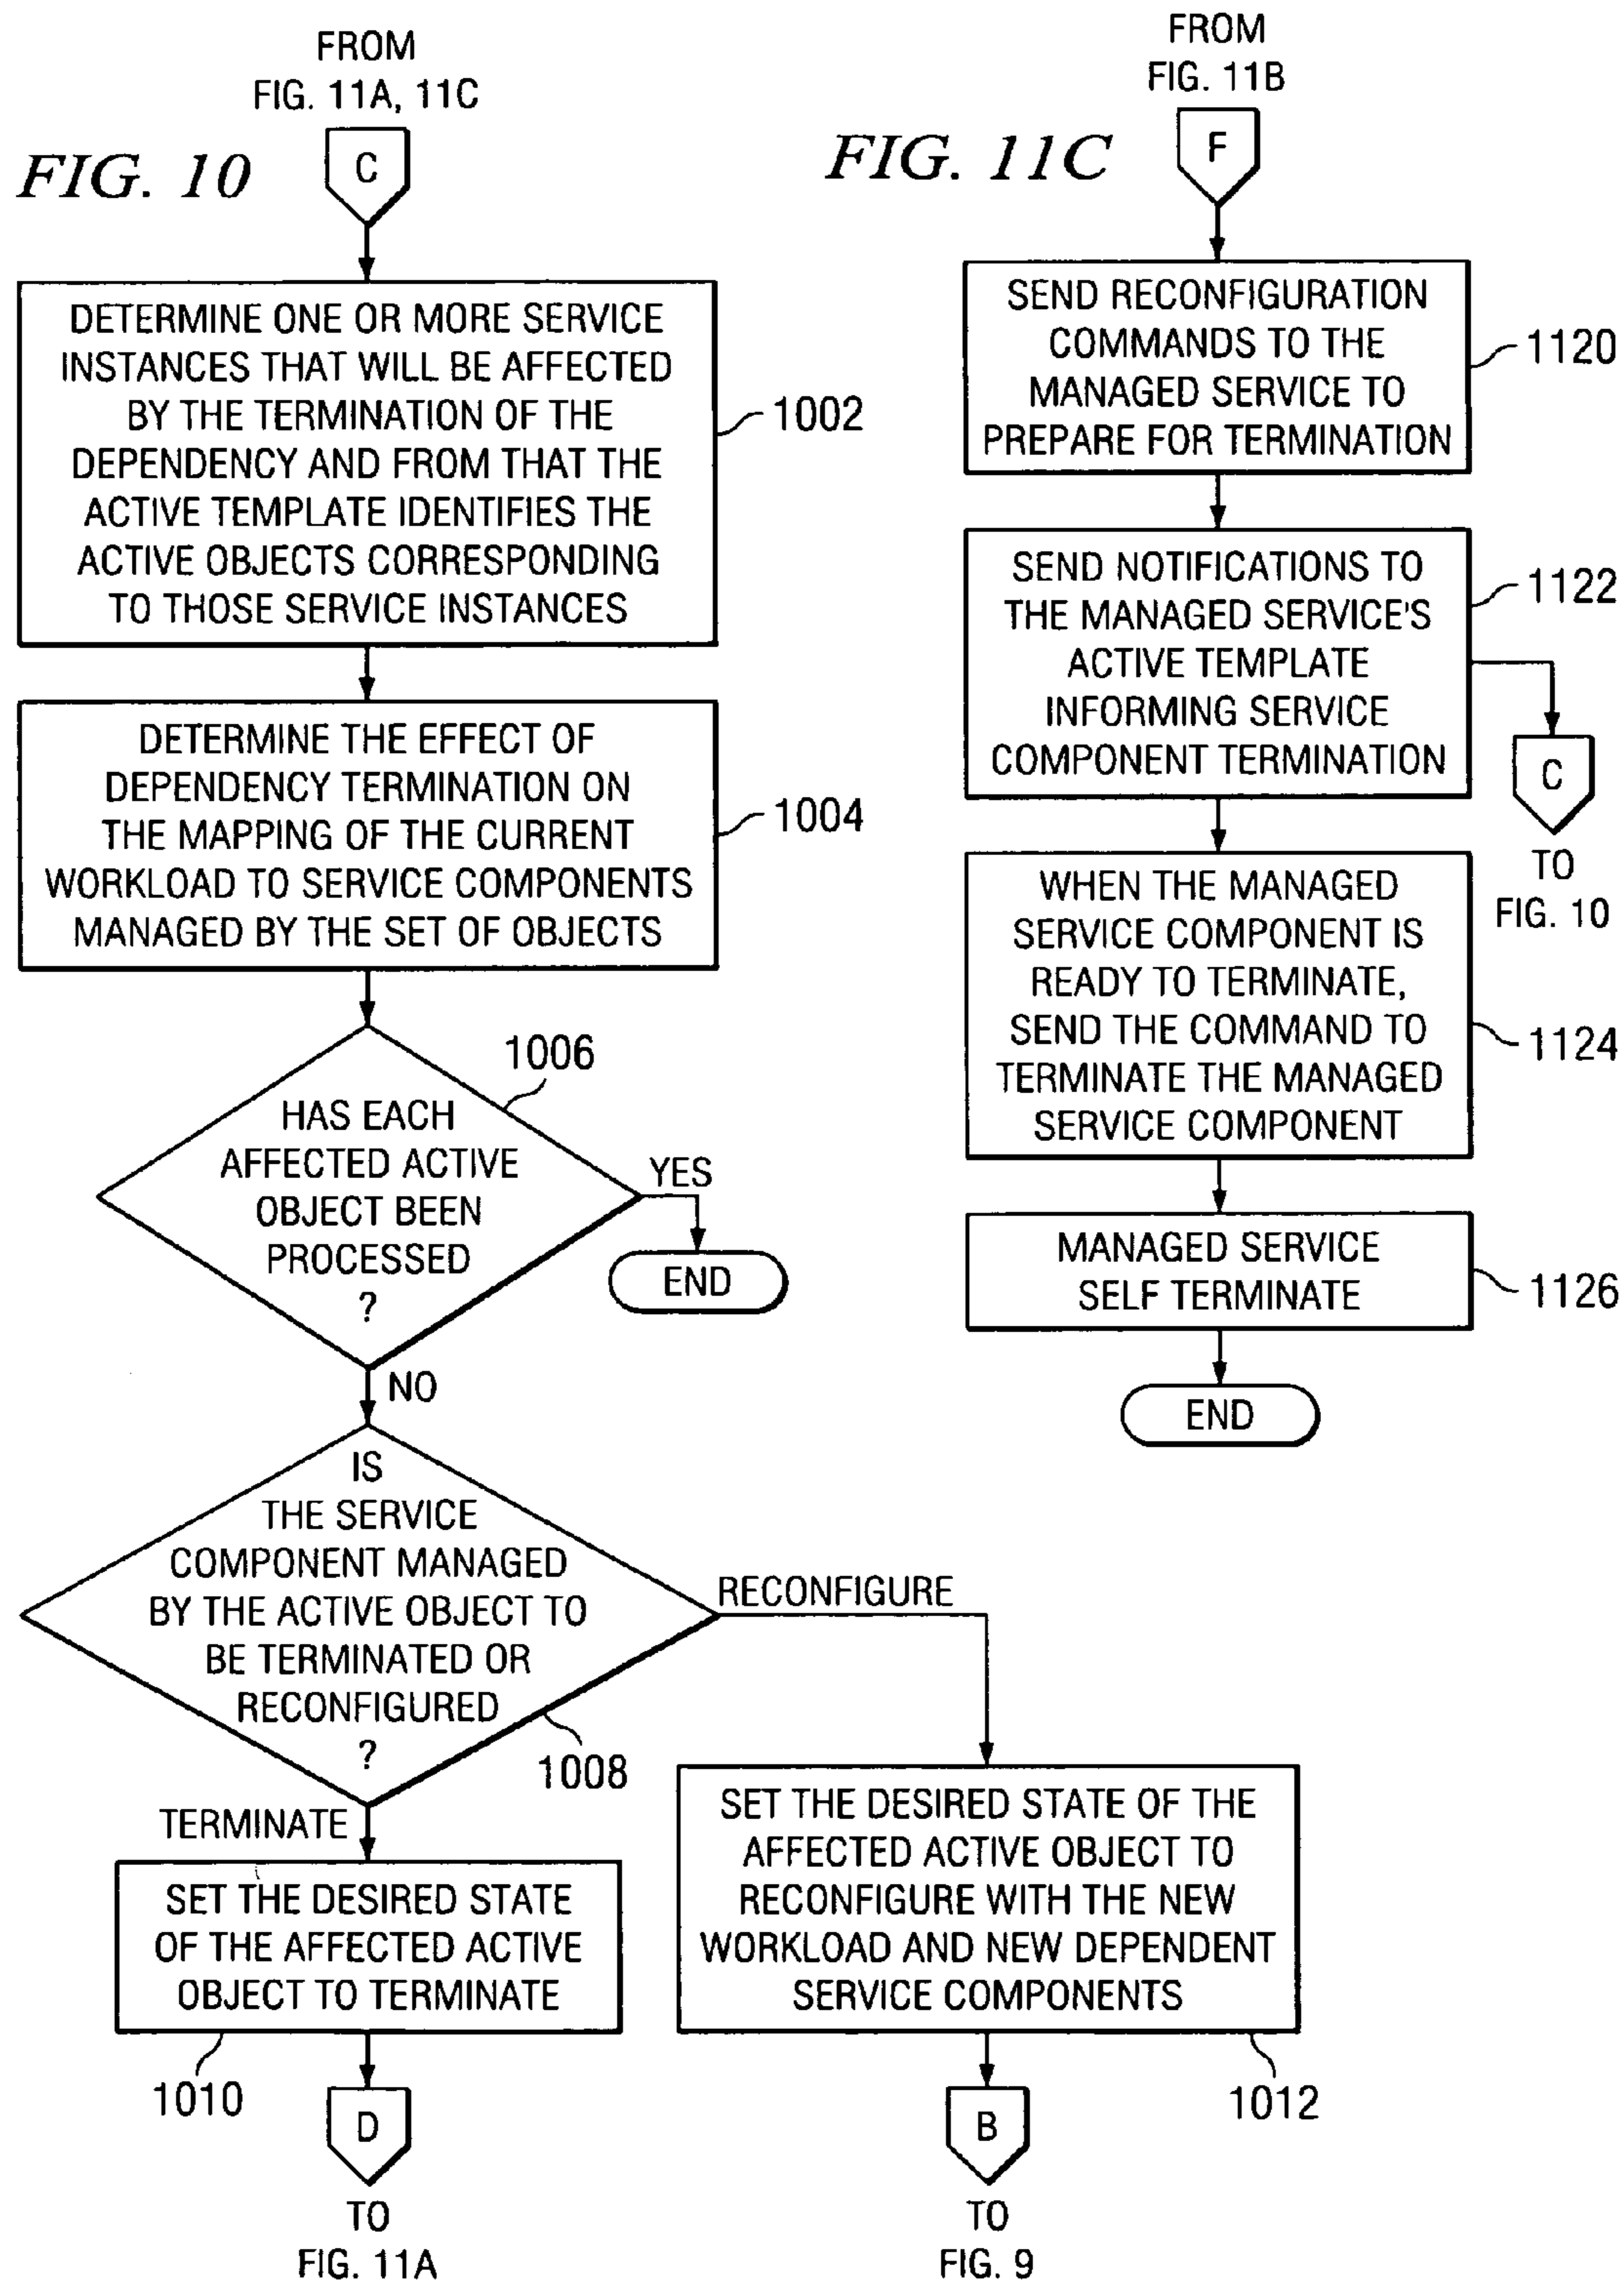 FROM
FIG. 11A, 11C
C
FIG. 10
DETERMINE ONE OR MORE SERVICE
INSTANCES THAT WILL BE AFFECTED
BY THE TERMINATION OF THE
DEPENDENCY AND FROM THAT THE
ACTIVE TEMPLATE IDENTIFIES THE
ACTIVE OBJECTS CORRESPONDING
TO THOSE SERVICE INSTANCES
1002
DETERMINE THE EFFECT OF
DEPENDENCY TERMINATION ON
THE MAPPING OF THE CURRENT
WORKLOAD TO SERVICE COMPONENTS
MANAGED BY THE SET OF OBJECTS
1004
1006
HAS EACH
AFFECTED ACTIVE
OBJECT BEEN
PROCESSED
?
YES
END
NO
IS
THE SERVICE
COMPONENT MANAGED
BY THE ACTIVE OBJECT TO
BE TERMINATED OR
RECONFIGURED
?
1008
RECONFIGURE
TERMINATE
SET THE DESIRED STATE
OF THE AFFECTED ACTIVE
OBJECT TO TERMINATE
1010
D
TO
FIG. 11A
SET THE DESIRED STATE OF THE
AFFECTED ACTIVE OBJECT TO
RECONFIGURE WITH THE NEW
WORKLOAD AND NEW DEPENDENT
SERVICE COMPONENTS
1012
B
TO
FIG. 9
FROM
FIG. 11B
F
FIG. 11C
SEND RECONFIGURATION
COMMANDS TO THE
MANAGED SERVICE TO
PREPARE FOR TERMINATION
1120
SEND NOTIFICATIONS TO
THE MANAGED SERVICE'S
ACTIVE TEMPLATE
INFORMING SERVICE
COMPONENT TERMINATION
1122
C
TO
FIG. 10
WHEN THE MANAGED
SERVICE COMPONENT IS
READY TO TERMINATE,
SEND THE COMMAND TO
TERMINATE THE MANAGED
SERVICE COMPONENT
1124
MANAGED SERVICE
SELF TERMINATE
1126
END